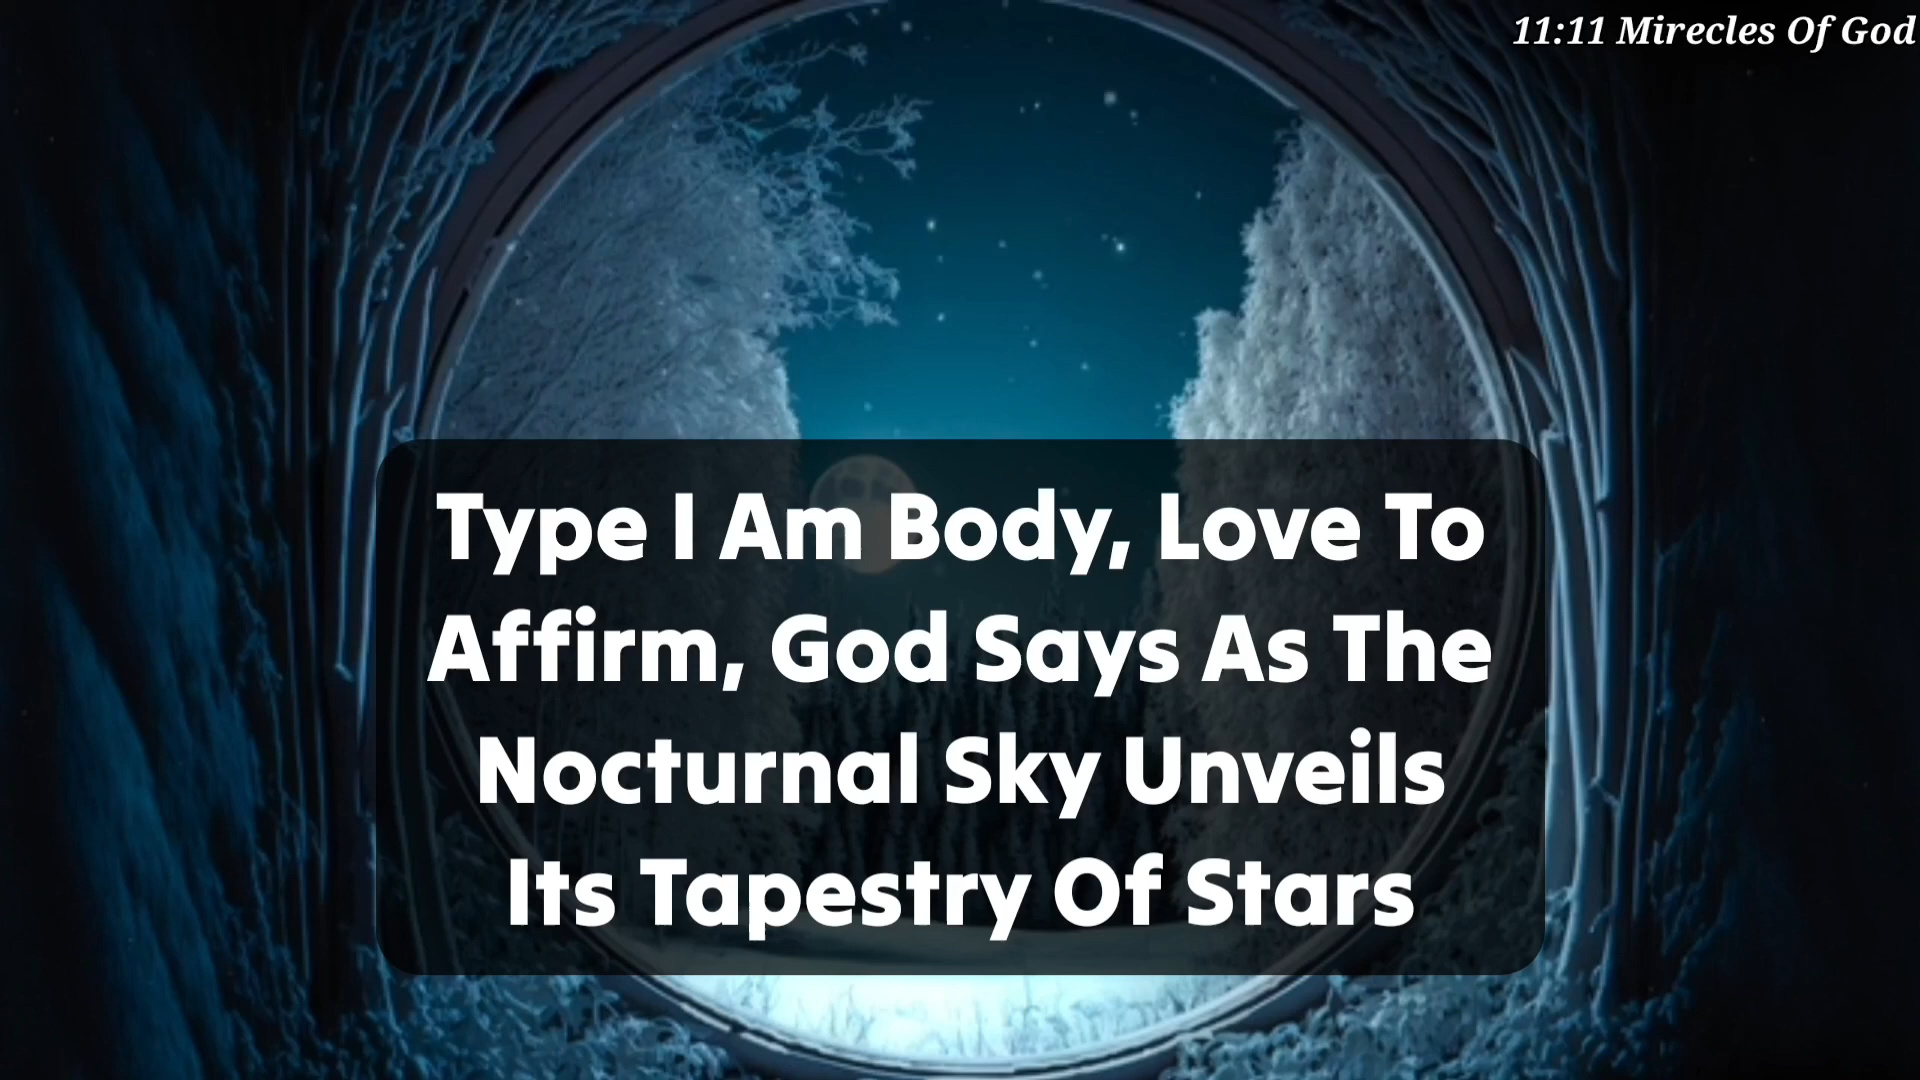 11:11 Mirecles Of God
Type I Am Body, Love To
Affirm, God Says As The
Nocturnal Sky Unveils
Its Tapestry Of Stars